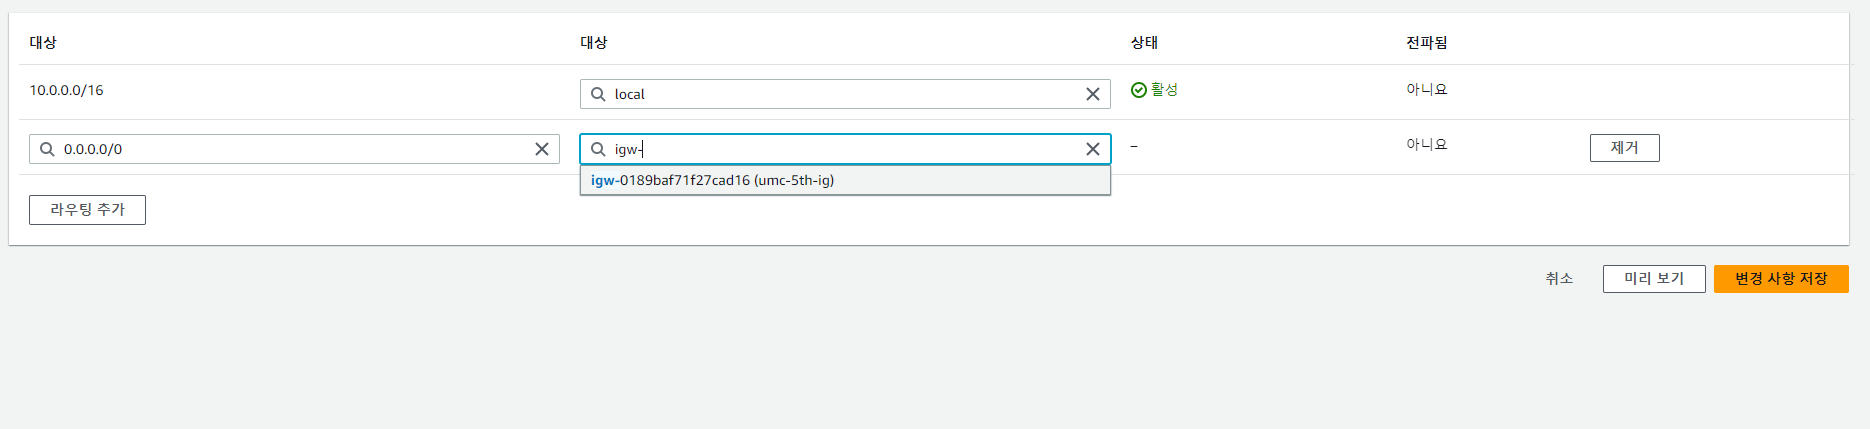 대상 대상 상태 전파됨
10.0.0.0/16 local 활성 아니요
0.0.0.0/0 igw- – 아니요 제거
igw-0189baf71f27cad16 (umc-5th-ig)
라우팅 추가
취소 미리 보기 변경 사항 저장